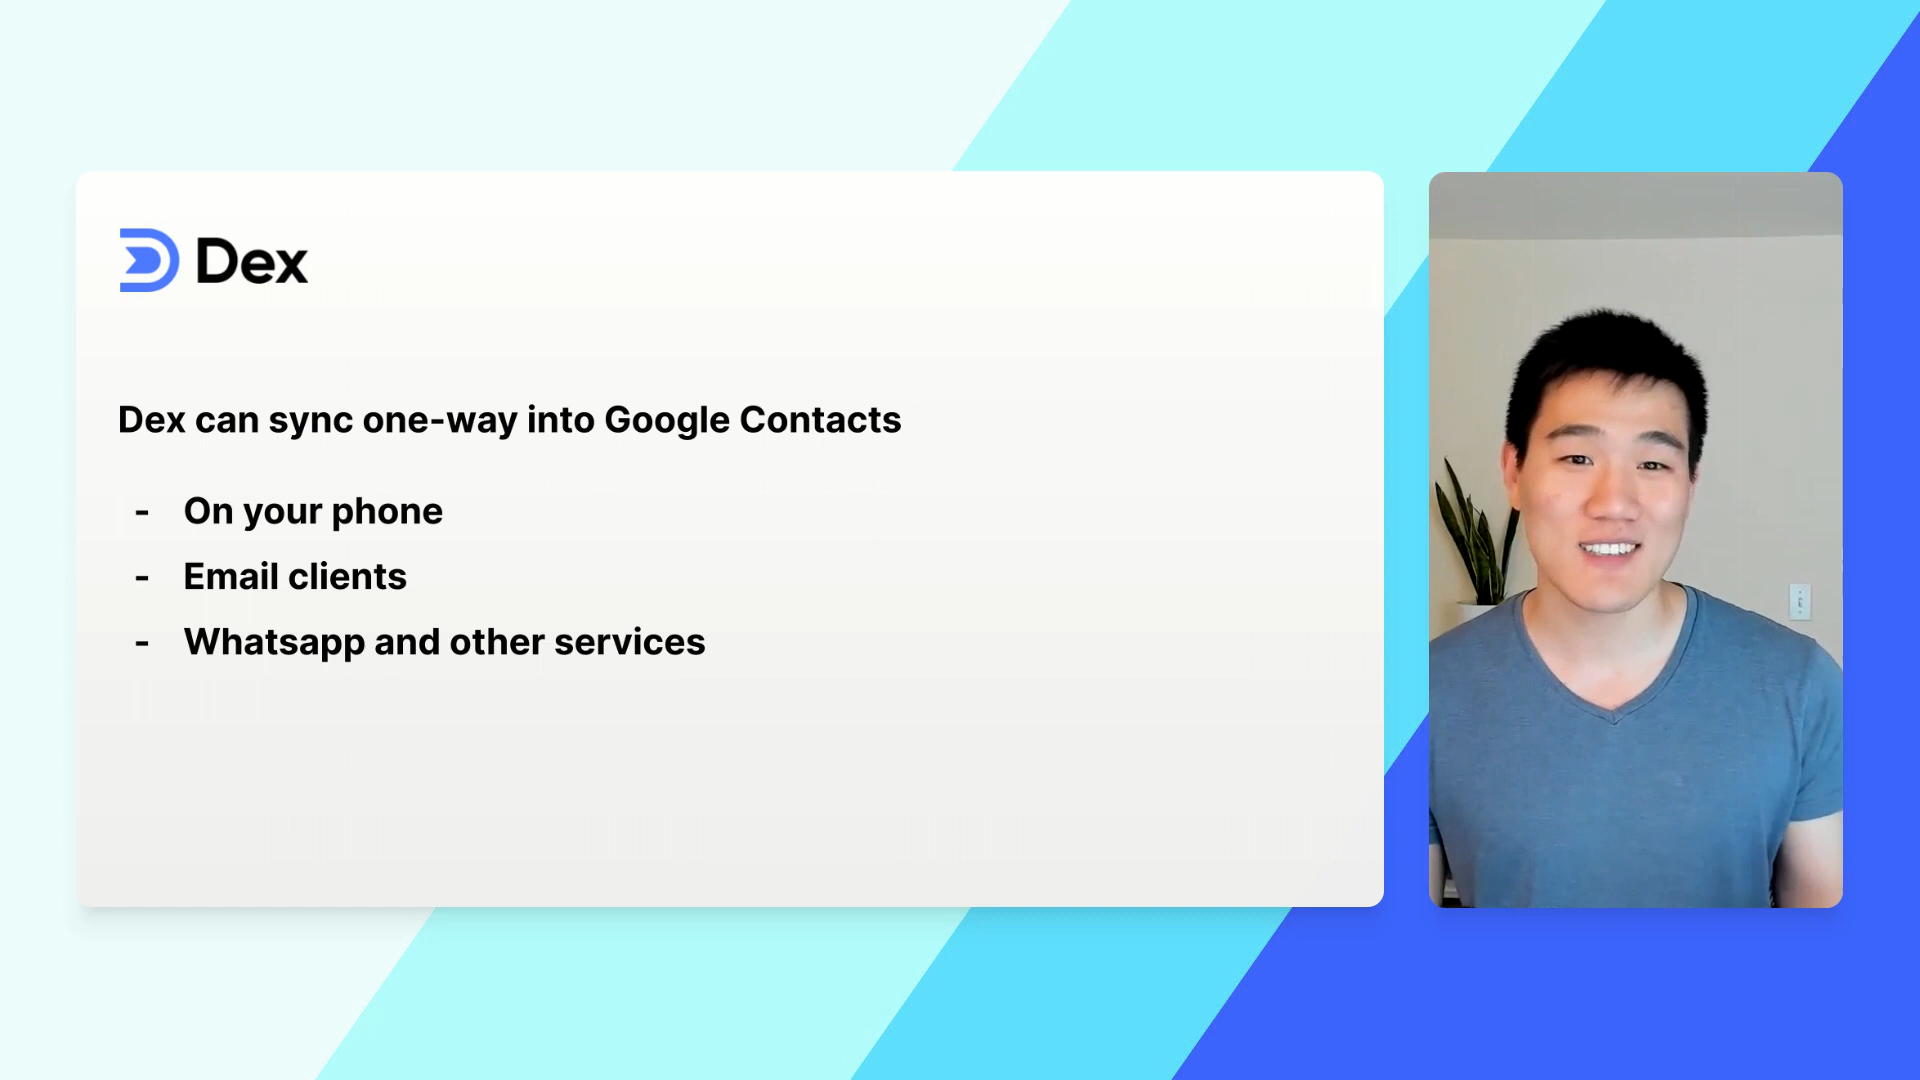 Dex
Dex can sync one-way into Google Contacts
- On your phone
- Email clients
- Whatsapp and other services